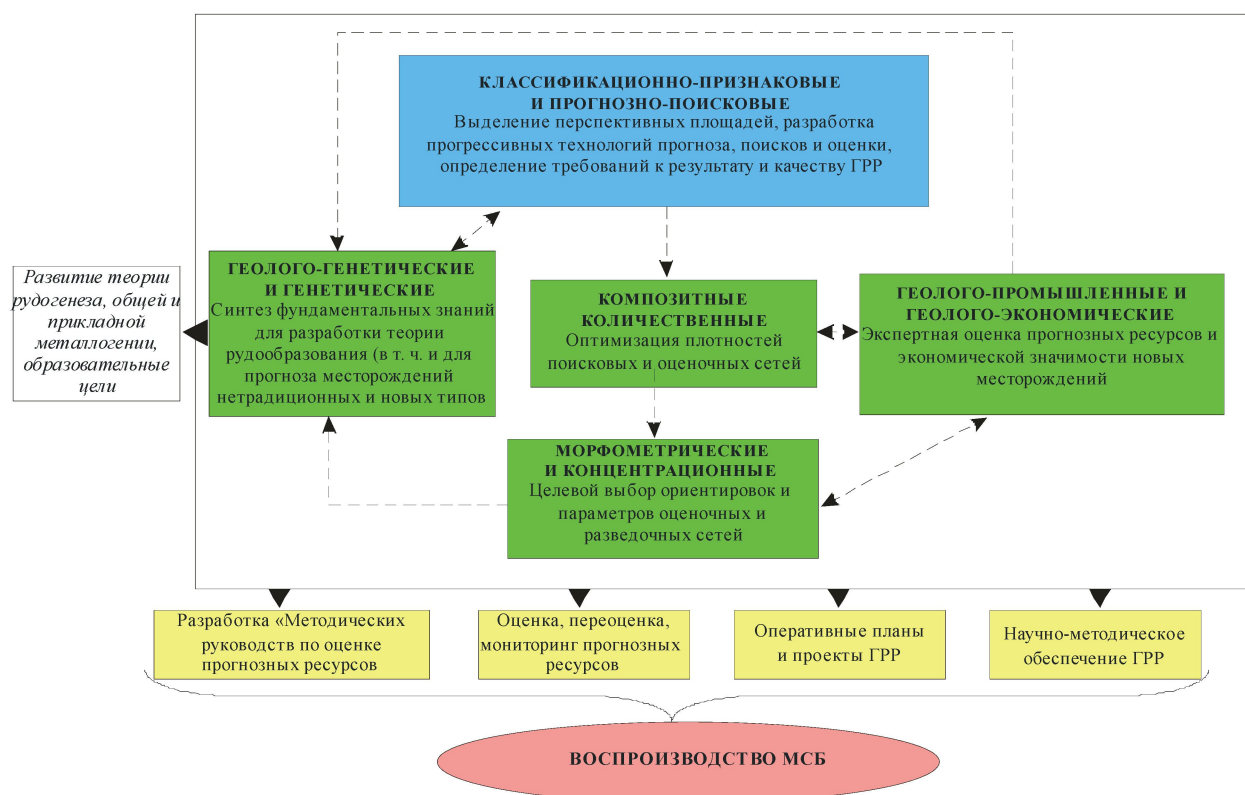 КЛАССИФИКАЦИОННО-ПРИЗНАКОВЫЕ
И ПРОГНОЗНО-ПОИСКОВЫЕ
Выделение перспективных площадей, разработка
прогрессивных технологий прогноза, поисков и оценки,
определение требований к результату и качеству ГРР
Развитие теории
рудогенеза, общей и
прикладной
металлогении,
образовательные
цели
ГЕОЛОГО-ГЕНЕТИЧЕСКИЕ
И ГЕНЕТИЧЕСКИЕ
Синтез фундаментальных знаний
для разработки теории
рудообразования (в т. ч. и для
прогноза месторождений
нетрадиционных и новых типов
КОМПОЗИТНЫЕ
КОЛИЧЕСТВЕННЫЕ
Оптимизация плотностей
поисковых и оценочных сетей
ГЕОЛОГО-ПРОМЫШЛЕННЫЕ И
ГЕОЛОГО-ЭКОНОМИЧЕСКИЕ
Экспертная оценка прогнозных ресурсов и
экономической значимости новых
месторождений
МОРФОМЕТРИЧЕСКИЕ
И КОНЦЕНТРАЦИОННЫЕ
Целевой выбор ориентировок и
параметров оценочных и
разведочных сетей
Разработка «Методических
руководств по оценке
прогнозных ресурсов
Оценка, переоценка,
мониторинг прогнозных
ресурсов
Оперативные планы
и проекты ГРР
Научно-методическое
обеспечение ГРР
ВОСПРОИЗВОДСТВО МСБ